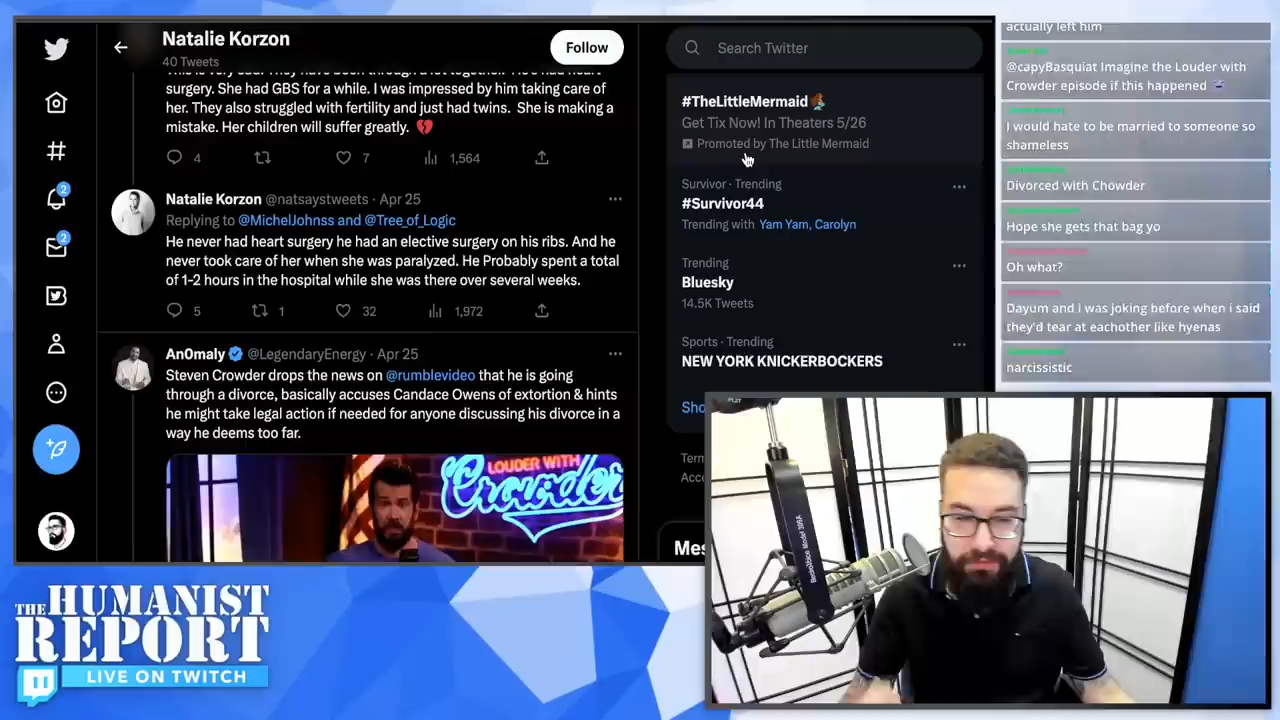 Natalie Korzon
40 Tweets
Follow
surgery. She had GBS for a while. I was impressed by him taking care of
her. They also struggled with fertility and just had twins. She is making a
mistake. Her children will suffer greatly.
4
7
1,564
Natalie Korzon @natsaystweets · Apr 25
Replying to @MichelJohnss and @Tree_of_Logic
He never had heart surgery he had an elective surgery on his ribs. And he
never took care of her when she was paralyzed. He Probably spent a total
of 1-2 hours in the hospital while she was there over several weeks.
5
1
32
1,972
An0maly @LegendaryEnergy · Apr 25
Steven Crowder drops the news on @rumblevideo that he is going
through a divorce, basically accuses Candace Owens of extortion & hints
he might take legal action if needed for anyone discussing his divorce in a
way he deems too far.
LOUDER WITH
Crowder
2
2
Search Twitter
#TheLittleMermaid
Get Tix Now! In Theaters 5/26
Promoted by The Little Mermaid
Survivor · Trending
#Survivor44
Trending with Yam Yam, Carolyn
Trending
Bluesky
14.5K Tweets
Sports · Trending
NEW YORK KNICKERBOCKERS
Sho
Term
Acce
Mes
actually left him
@capyBasquiat Imagine the Louder with
Crowder episode if this happened
I would hate to be married to someone so
shameless
Divorced with Chowder
Hope she gets that bag yo
Oh what?
Dayum and i was joking before when i said
they'd tear at eachother like hyenas
narcissistic
THE HUMANIST
REPORT
LIVE ON TWITCH